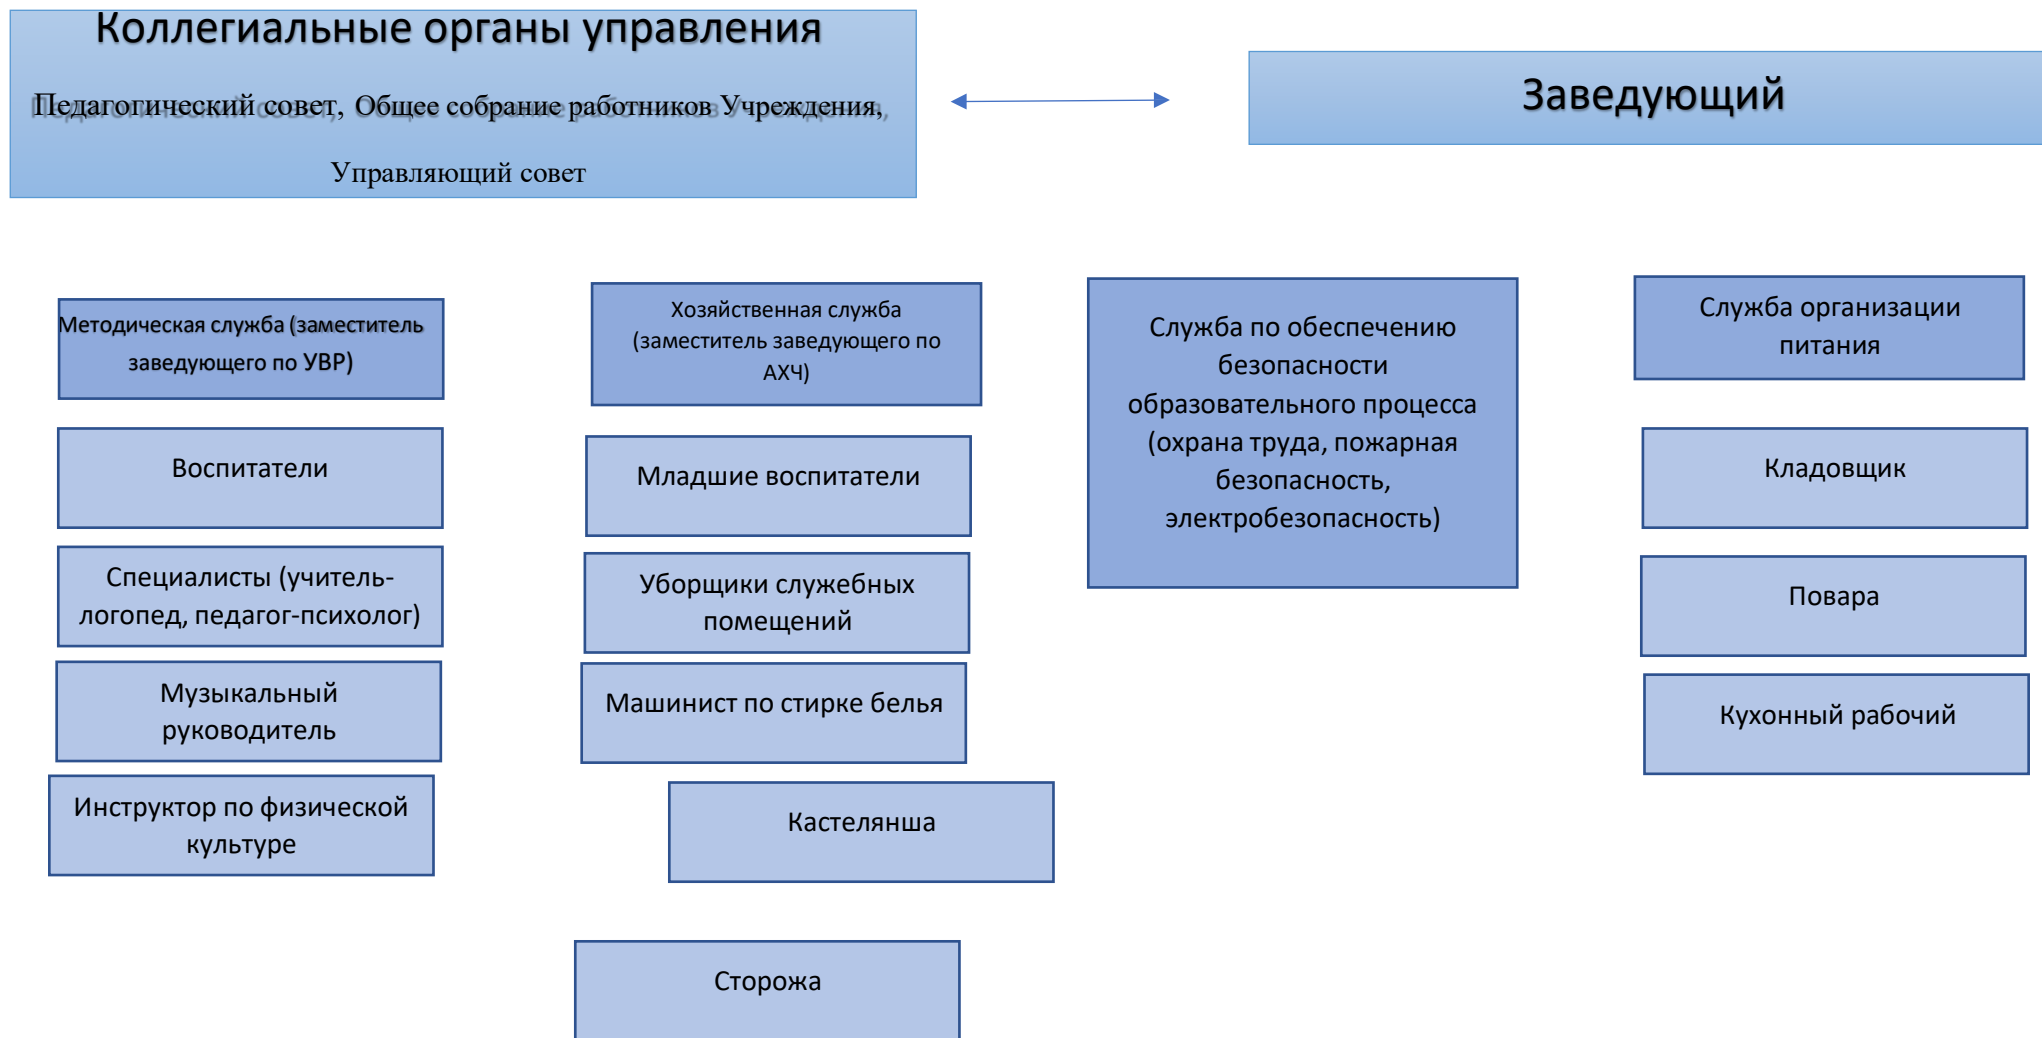 Коллегиальные органы управления
Педагогический совет, Общее собрание работников Учреждения,
Управляющий совет
Заведующий
Методическая служба (заместитель
заведующего по УВР)
Воспитатели
Специалисты (учитель-
логопед, педагог-психолог)
Музыкальный
руководитель
Инструктор по физической
культуре
Хозяйственная служба
(заместитель заведующего по
АХЧ)
Младшие воспитатели
Уборщики служебных
помещений
Машинист по стирке белья
Кастелянша
Сторожа
Служба по обеспечению
безопасности
образовательного процесса
(охрана труда, пожарная
безопасность,
электробезопасность)
Служба организации
питания
Кладовщик
Повара
Кухонный рабочий